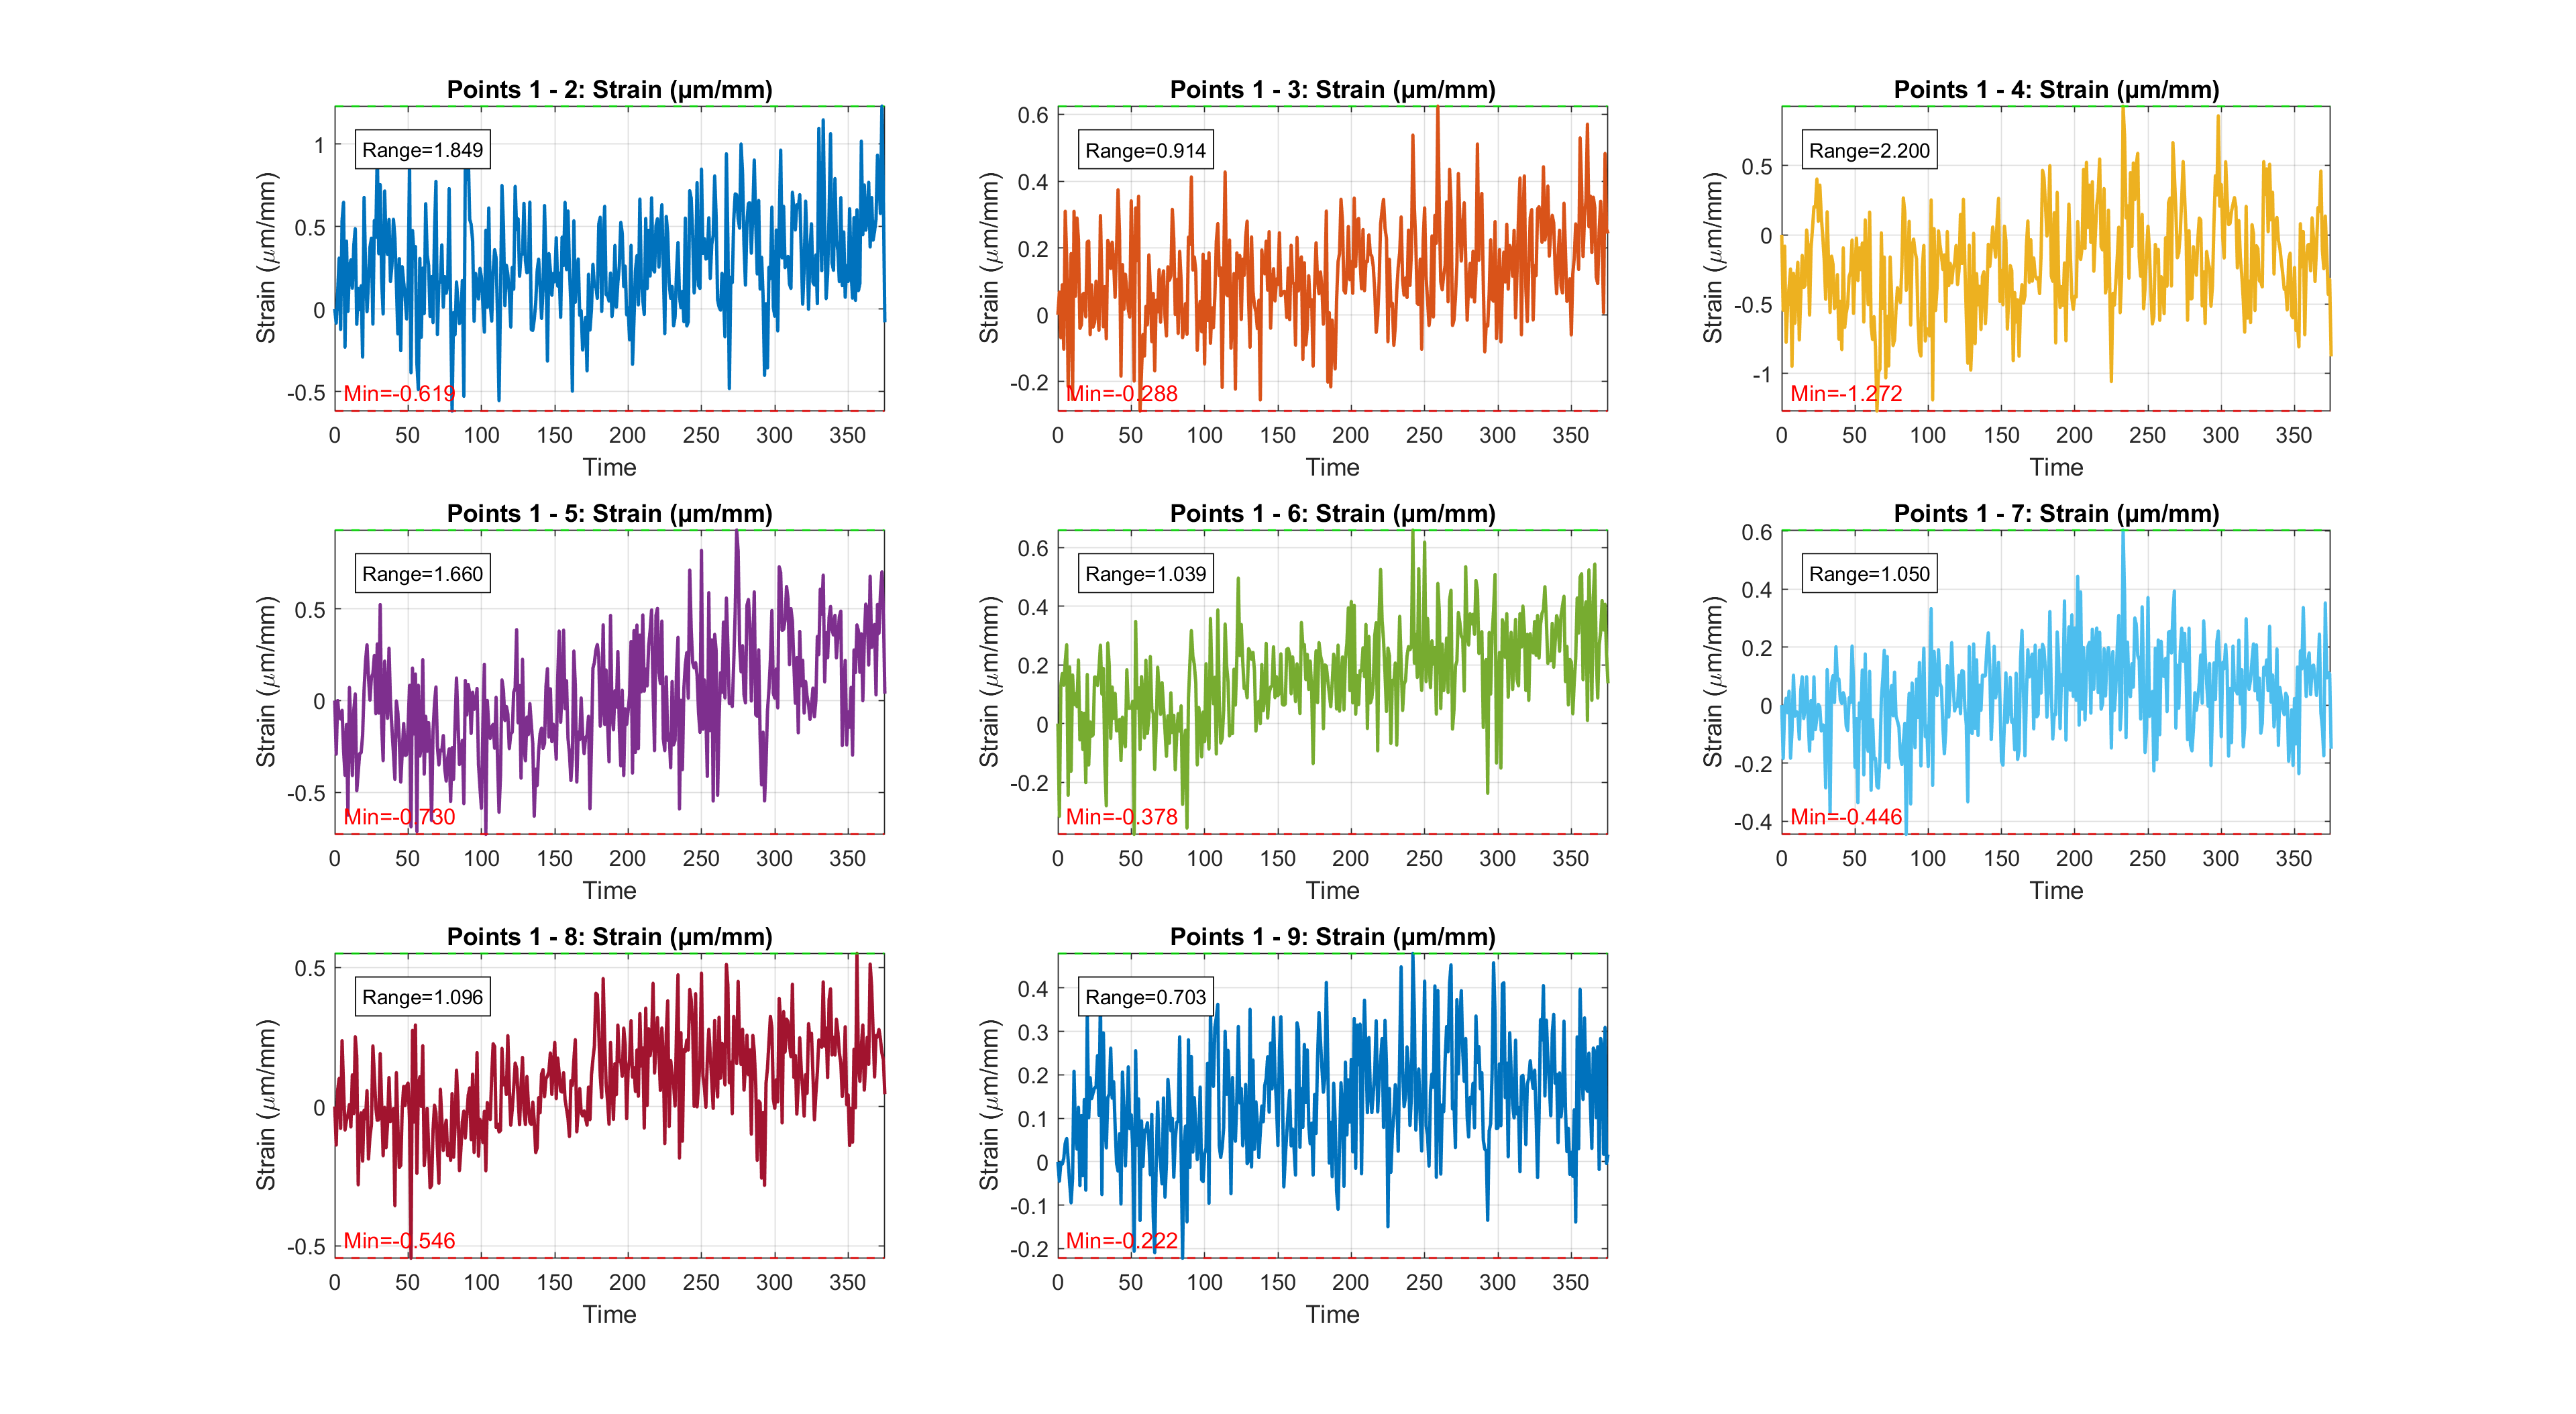 Points 1 - 2: Strain (µm/mm)
Strain (µm/mm)
1
0.5
0
-0.5
Range=1.849
Min=-0.619
0 50 100 150 200 250 300 350
Time
Points 1 - 3: Strain (µm/mm)
Strain (µm/mm)
0.6
0.4
0.2
0
-0.2
Range=0.914
Min=-0.288
0 50 100 150 200 250 300 350
Time
Points 1 - 4: Strain (µm/mm)
Strain (µm/mm)
0.5
0
-0.5
-1
Range=2.200
Min=-1.272
0 50 100 150 200 250 300 350
Time
Points 1 - 5: Strain (µm/mm)
Strain (µm/mm)
0.5
0
-0.5
Range=1.660
Min=-0.730
0 50 100 150 200 250 300 350
Time
Points 1 - 6: Strain (µm/mm)
Strain (µm/mm)
0.6
0.4
0.2
0
-0.2
Range=1.039
Min=-0.378
0 50 100 150 200 250 300 350
Time
Points 1 - 7: Strain (µm/mm)
Strain (µm/mm)
0.6
0.4
0.2
0
-0.2
-0.4
Range=1.050
Min=-0.446
0 50 100 150 200 250 300 350
Time
Points 1 - 8: Strain (µm/mm)
Strain (µm/mm)
0.5
0
-0.5
Range=1.096
Min=-0.546
0 50 100 150 200 250 300 350
Time
Points 1 - 9: Strain (µm/mm)
Strain (µm/mm)
0.4
0.3
0.2
0.1
0
-0.1
-0.2
Range=0.703
Min=-0.222
0 50 100 150 200 250 300 350
Time